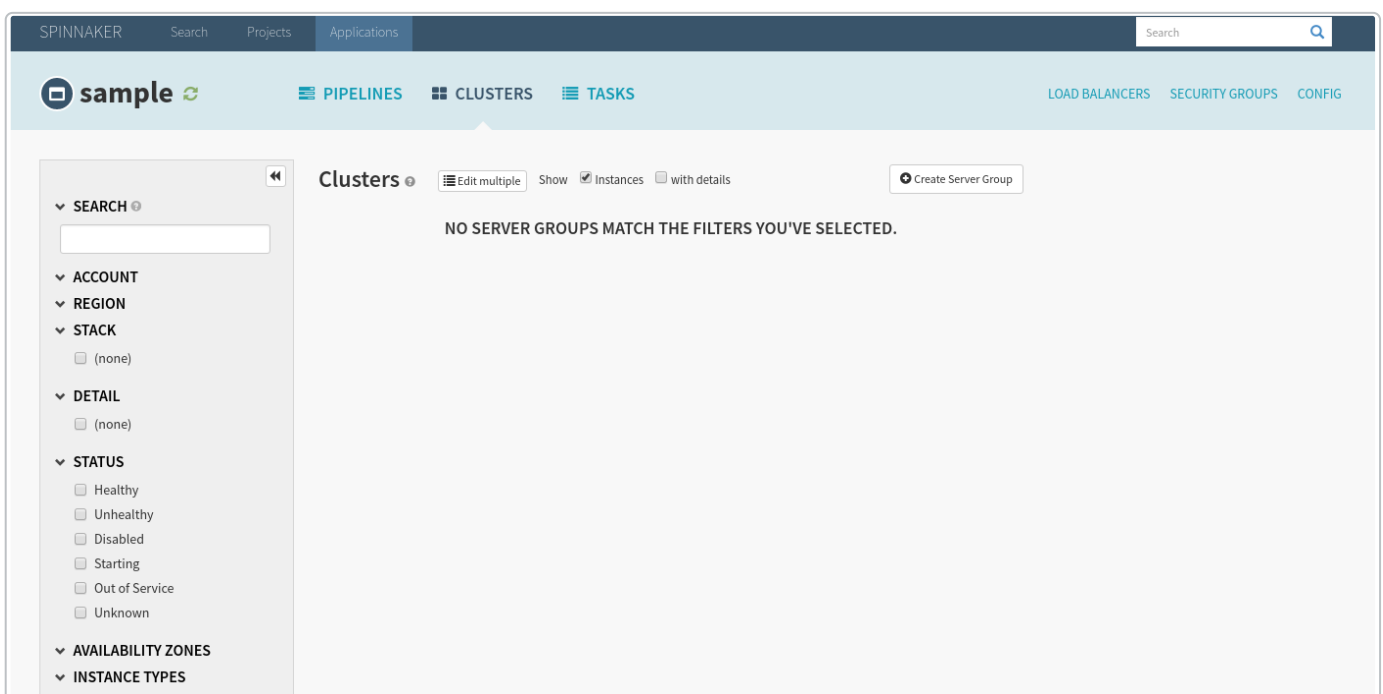 SPINNAKER Search Projects Applications Search
sample PIPELINES CLUSTERS TASKS LOAD BALANCERS SECURITY GROUPS CONFIG
SEARCH
ACCOUNT
REGION
STACK
(none)
DETAIL
(none)
STATUS
Healthy
Unhealthy
Disabled
Starting
Out of Service
Unknown
AVAILABILITY ZONES
INSTANCE TYPES
Clusters Edit multiple Show Instances with details Create Server Group
NO SERVER GROUPS MATCH THE FILTERS YOU'VE SELECTED.